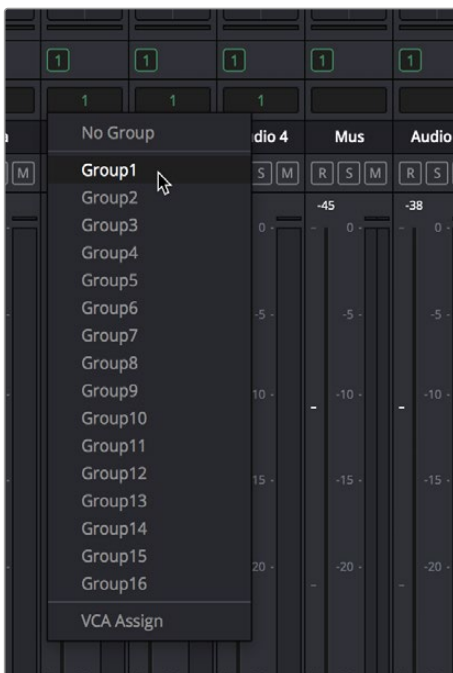 1 1 1 1 1
1 1 1
No Group
Group1
Group2
Group3
Group4
Group5
Group6
Group7
Group8
Group9
Group10
Group11
Group12
Group13
Group14
Group15
Group16
VCA Assign
dio 4 Mus Audio
M S M R S M R S
-45 -38
0 - - 0 - - 0 -
-5 - -5 - -5 -
10 - -10 - -10 -
15 - -15 - -15 -
20 - -20 - -20 -